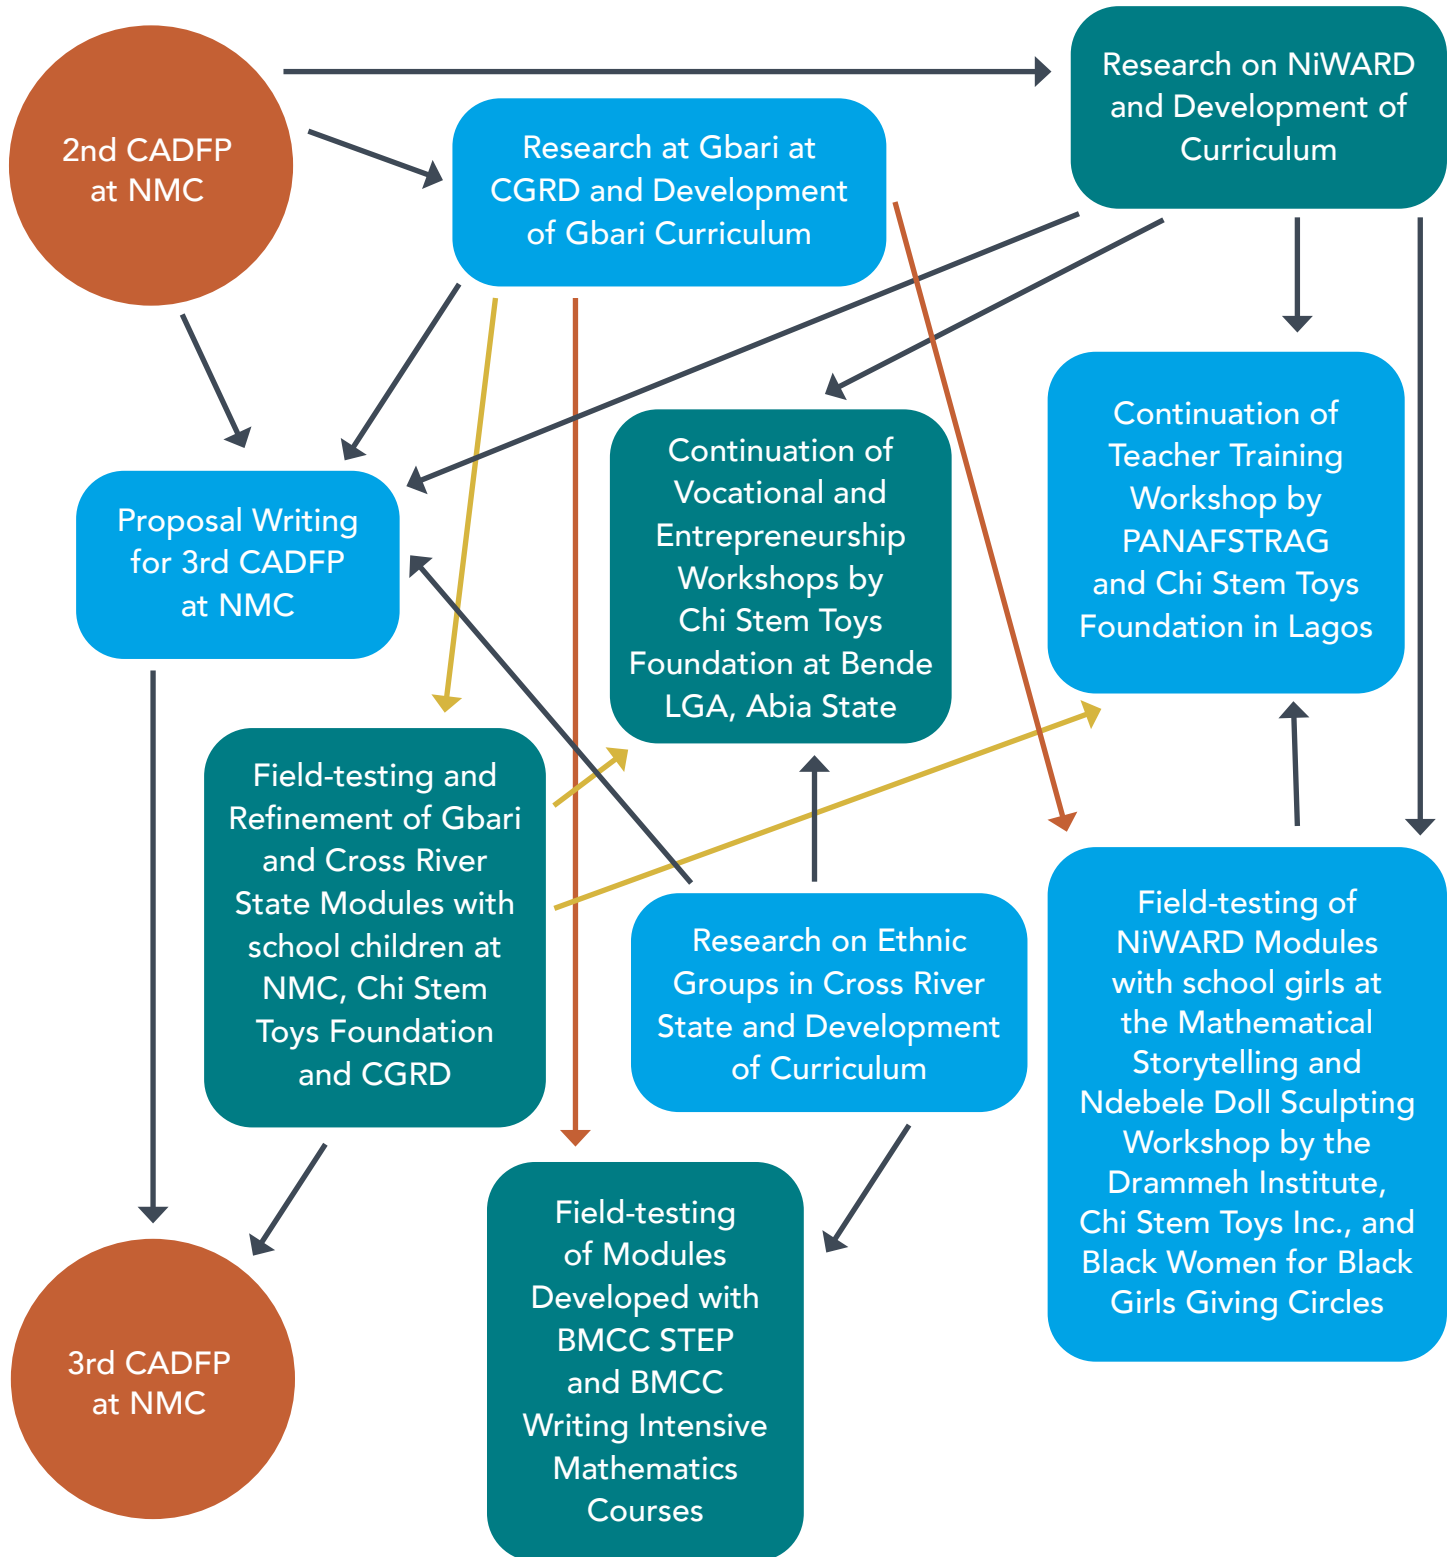 2nd CADFP
at NMC
Research at Gbari at
CGRD and Development
of Gbari Curriculum
Research on NiWARD
and Development of
Curriculum
Proposal Writing
for 3rd CADFP
at NMC
Continuation of
Vocational and
Entrepreneurship
Workshops by
Chi Stem Toys
Foundation at Bende
LGA, Abia State
Continuation of
Teacher Training
Workshop by
PANAFSTRAG
and Chi Stem Toys
Foundation in Lagos
Field-testing and
Refinement of Gbari
and Cross River
State Modules with
school children at
NMC, Chi Stem
Toys Foundation
and CGRD
Research on Ethnic
Groups in Cross River
State and Development
of Curriculum
Field-testing of
NiWARD Modules
with school girls at
the Mathematical
Storytelling and
Ndebele Doll Sculpting
Workshop by the
Drammeh Institute,
Chi Stem Toys Inc., and
Black Women for Black
Girls Giving Circles
3rd CADFP
at NMC
Field-testing
of Modules
Developed with
BMCC STEP
and BMCC
Writing Intensive
Mathematics
Courses